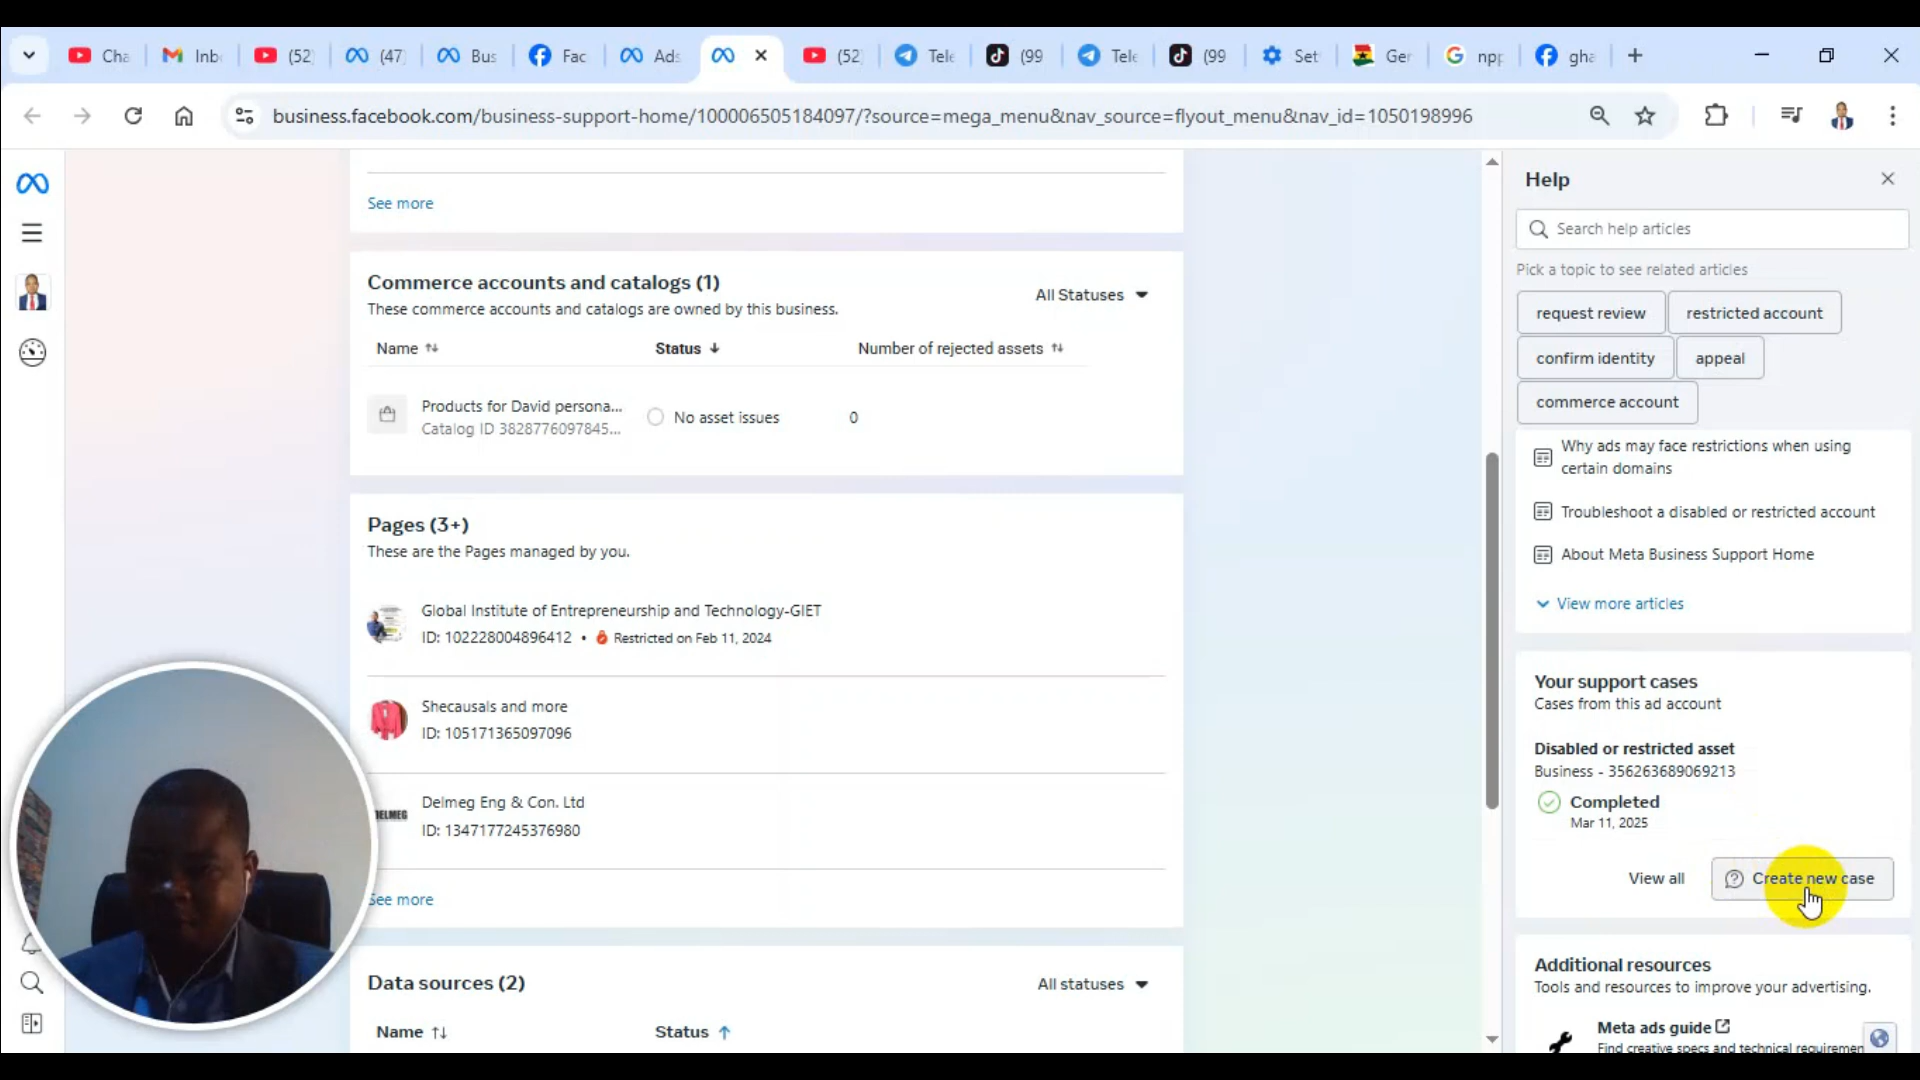 Cha
Inb
(52
(47
Bus
Fac
Ads
(52
Tele
(99
Tele
(99
Set
Ger
npp
gha
business.facebook.com/business-support-home/100006505184097/?source=mega_menu&nav_source=flyout_menu&nav_id=1050198996
See more
Commerce accounts and catalogs (1)
These commerce accounts and catalogs are owned by this business.
All Statuses
Name
Status
Number of rejected assets
Products for David persona...
Catalog ID 3828776097845...
No asset issues
0
Pages (3+)
These are the Pages managed by you.
Global Institute of Entrepreneurship and Technology-GIET
ID: 102228004896412 • Restricted on Feb 11, 2024
Shecausals and more
ID: 105171365097096
Delmeg Eng & Con. Ltd
ID: 1347177245376980
See more
Data sources (2)
All statuses
Name
Status
Help
Search help articles
Pick a topic to see related articles
request review
restricted account
confirm identity
appeal
commerce account
Why ads may face restrictions when using
certain domains
Troubleshoot a disabled or restricted account
About Meta Business Support Home
View more articles
Your support cases
Cases from this ad account
Disabled or restricted asset
Business - 356263689069213
Completed
Mar 11, 2025
View all
Create new case
Additional resources
Tools and resources to improve your advertising.
Meta ads guide
Find creative specs and technical requiremen